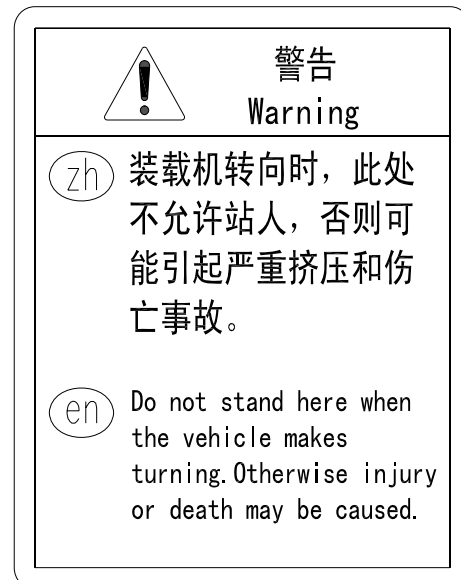 警告
Warning
zh
装载机转向时，此处
不允许站人，否则可
能引起严重挤压和伤
亡事故。
en
Do not stand here when
the vehicle makes
turning.Otherwise injury
or death may be caused.